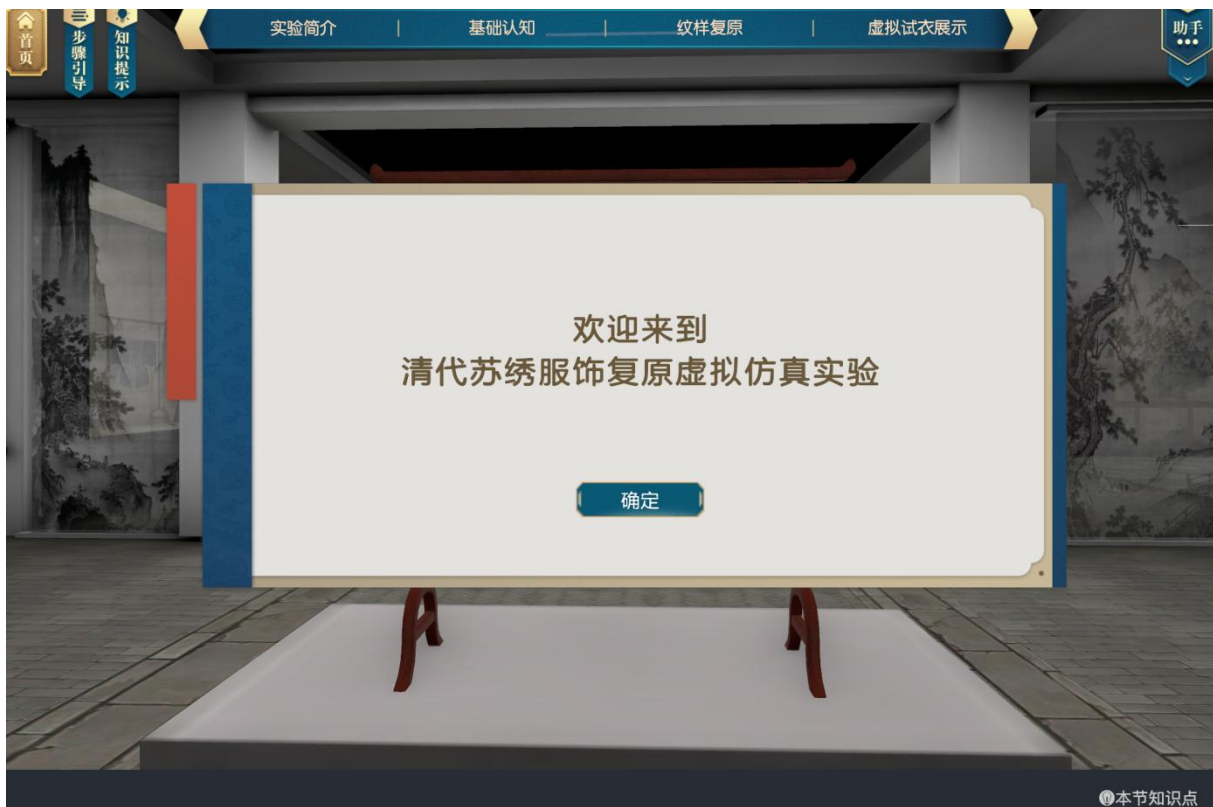 首页
步骤引导
知识提示
实验简介 | 基础认知 | 纹样复原 | 虚拟试衣展示
助手
欢迎来到
清代苏绣服饰复原虚拟仿真实验
确定
本节知识点